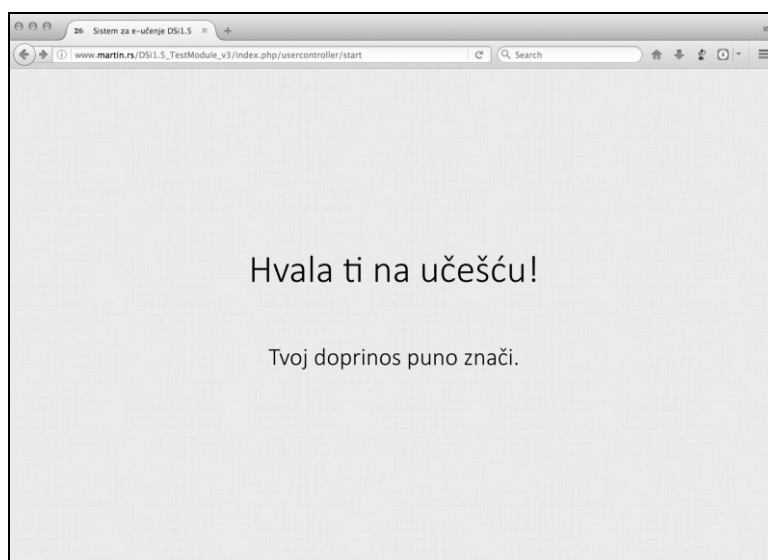 Sistem za e-učenje DSi1.5
www.martin.rs/DSi1.5_TestModule_v3/index.php/usercontroller/start
Search
Hvala ti na učešću!
Tvoj doprinos puno znači.